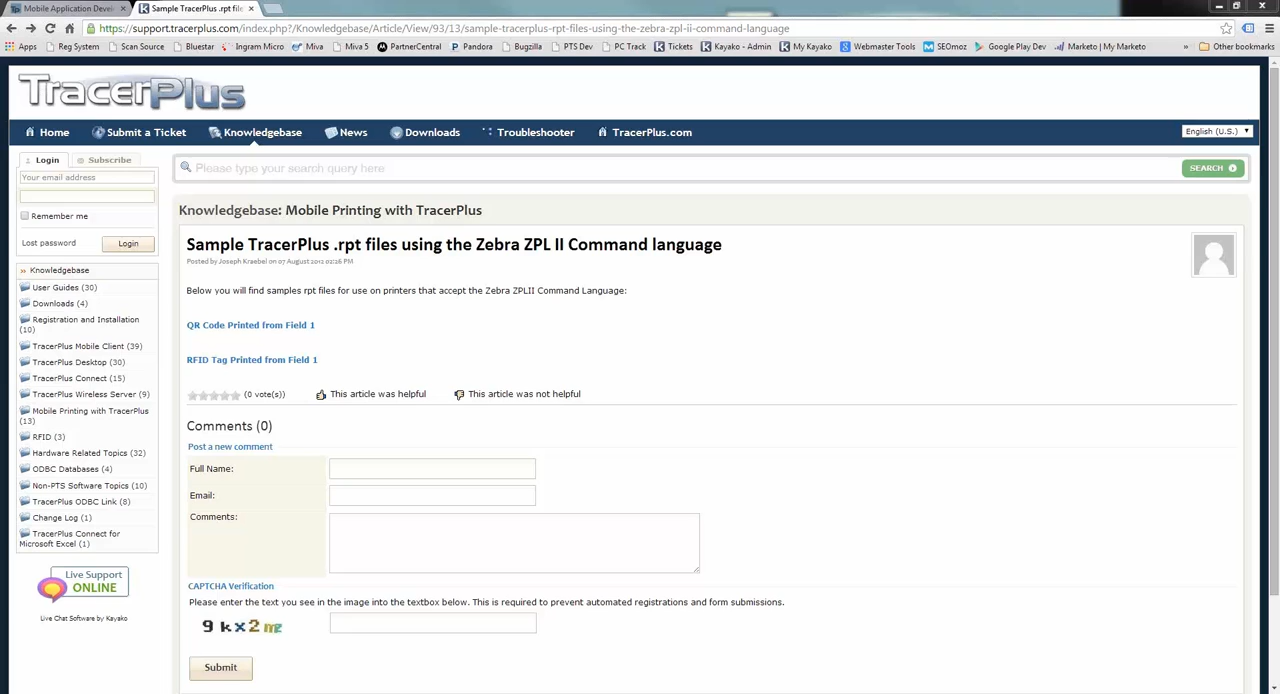 Mobile Application Devel
Sample TracerPlus .rpt file
https://support.tracerplus.com/index.php?/Knowledgebase/Article/View/93/13/sample-tracerplus-rpt-files-using-the-zebra-zpl-ii-command-language
Apps Reg System Scan Source Bluestar Ingram Micro Miva Miva 5 PartnerCentral Pandora Bugzilla PTS Dev PC Track Tickets Kayako - Admin My Kayako Webmaster Tools SEOmoz Google Play Dev Marketo | My Marketo » Other bookmarks
TracerPlus
Home Submit a Ticket Knowledgebase News Downloads Troubleshooter TracerPlus.com English (U.S.)
Login Subscribe
Your email address
Remember me
Lost password Login
Please type your search query here SEARCH
» Knowledgebase
User Guides (30)
Downloads (4)
Registration and Installation
(10)
TracerPlus Mobile Client (39)
TracerPlus Desktop (30)
TracerPlus Connect (15)
TracerPlus Wireless Server (9)
Mobile Printing with TracerPlus
(13)
RFID (3)
Hardware Related Topics (32)
ODBC Databases (4)
Non-PTS Software Topics (10)
TracerPlus ODBC Link (8)
Change Log (1)
TracerPlus Connect for
Microsoft Excel (1)
Live Support
ONLINE
Live Chat Software by Kayako
Knowledgebase: Mobile Printing with TracerPlus
Sample TracerPlus .rpt files using the Zebra ZPL II Command language
Posted by Joseph Kraebel on 07 August 2012 02:26 PM
Below you will find samples rpt files for use on printers that accept the Zebra ZPLII Command Language:
QR Code Printed from Field 1
RFID Tag Printed from Field 1
(0 vote(s)) This article was helpful This article was not helpful
Comments (0)
Post a new comment
Full Name:
Email:
Comments:
CAPTCHA Verification
Please enter the text you see in the image into the textbox below. This is required to prevent automated registrations and form submissions.
9 k x 2 m
Submit